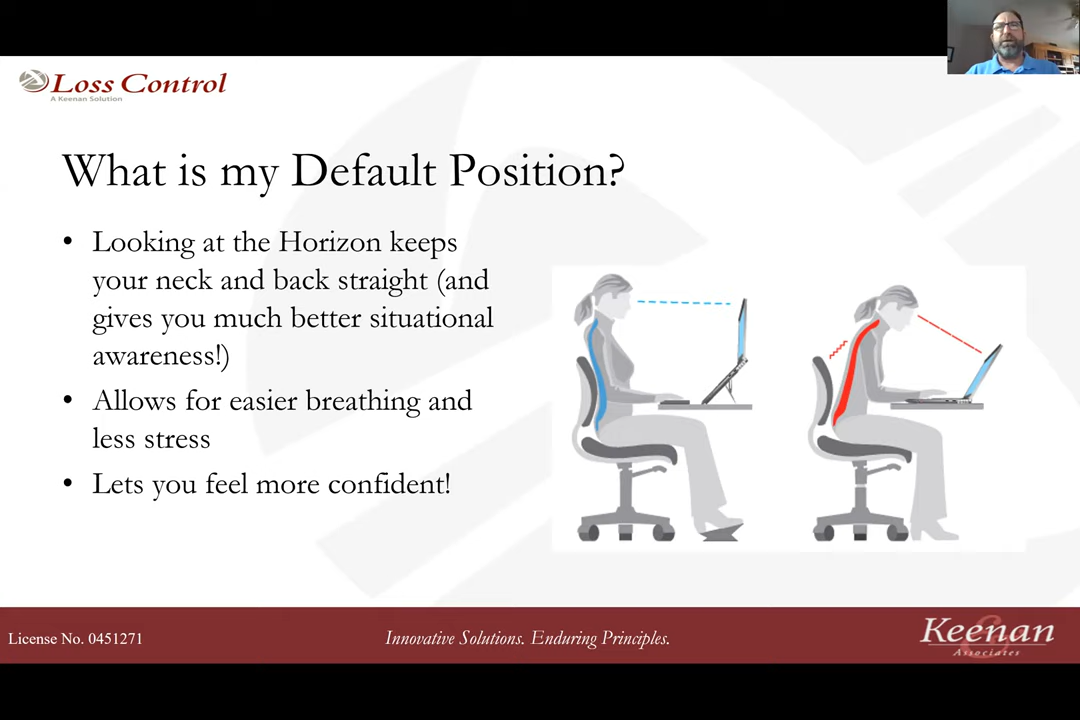 Loss Control
A Keenan Solution
What is my Default Position?
• Looking at the Horizon keeps
your neck and back straight (and
gives you much better situational
awareness!)
• Allows for easier breathing and
less stress
• Lets you feel more confident!
License No. 0451271
Innovative Solutions. Enduring Principles.
Keenan
& Associates